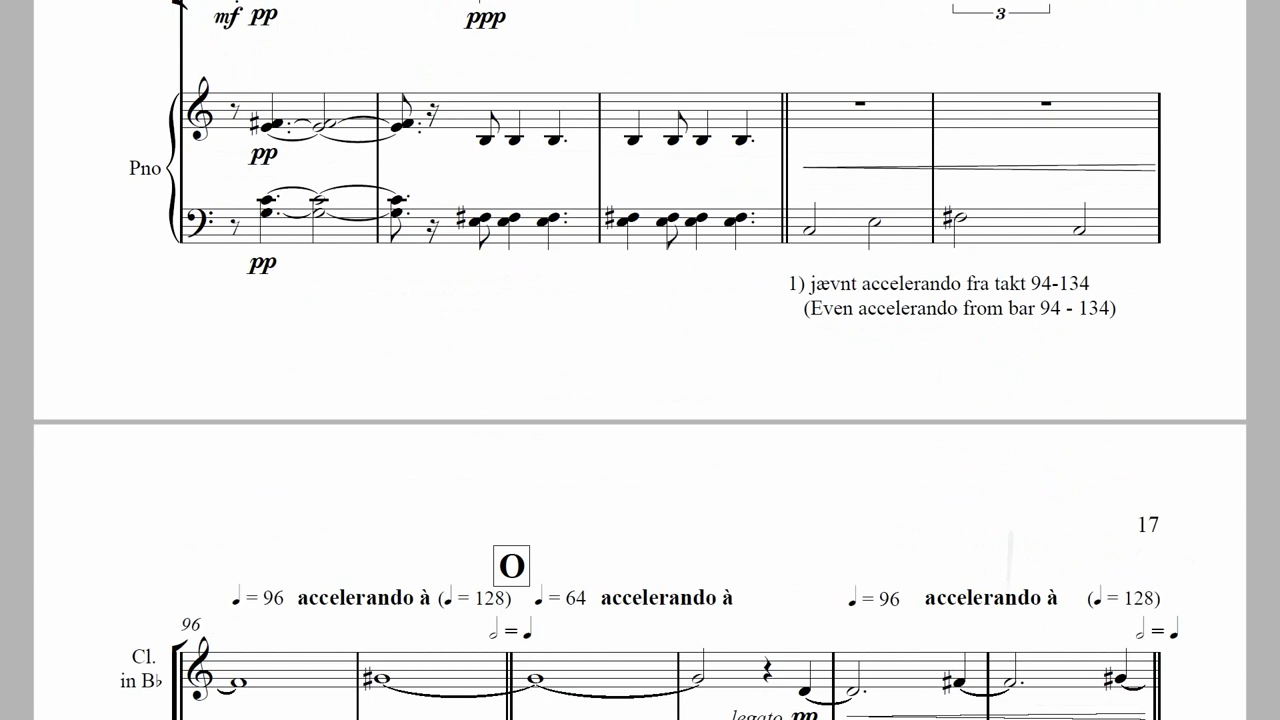 mf pp ppp 3
pp
Pno
pp
1) jævnt accelerando fra takt 94-134
(Even accelerando from bar 94 - 134)
17
O
♩ = 96 accelerando à (♩ = 128) ♩ = 64 accelerando à ♩ = 96 accelerando à (♩ = 128)
96 𝅗𝅥 = ♩ 𝅗𝅥 = ♩
Cl.
in B♭
legato pp